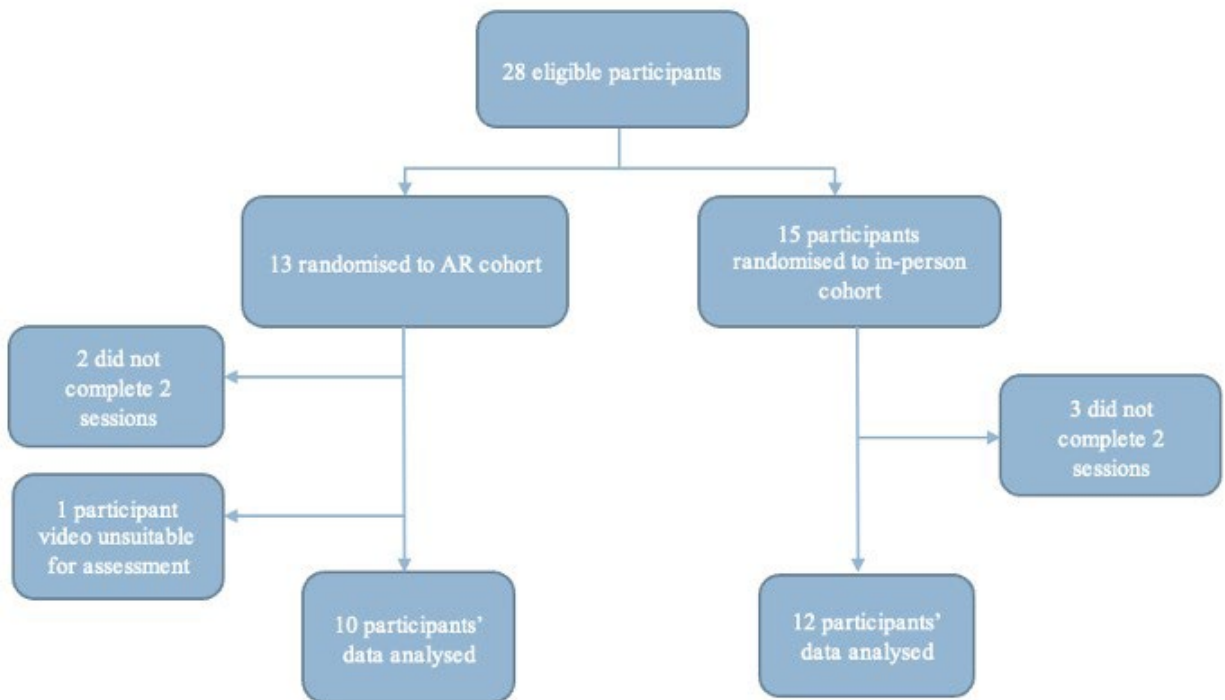 28 eligible participants
13 randomised to AR cohort
15 participants
randomised to in-person
cohort
2 did not
complete 2
sessions
3 did not
complete 2
sessions
1 participant
video unsuitable
for assessment
10 participants’
data analysed
12 participants’
data analysed